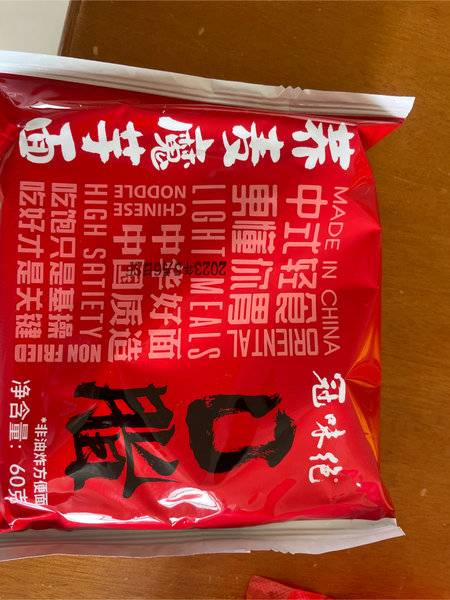 荞麦魔芋面
MADE IN CHINA
中式轻食
更懂你胃 ORIENTAL
LIGHT MEALS
CHINESE NOODLE 中华好面
中国质造
HIGH SATIETY NON FRIED
吃饱只是基操
吃好才是关键
冠味绝
0脂
*非油炸方便面
净含量：60克